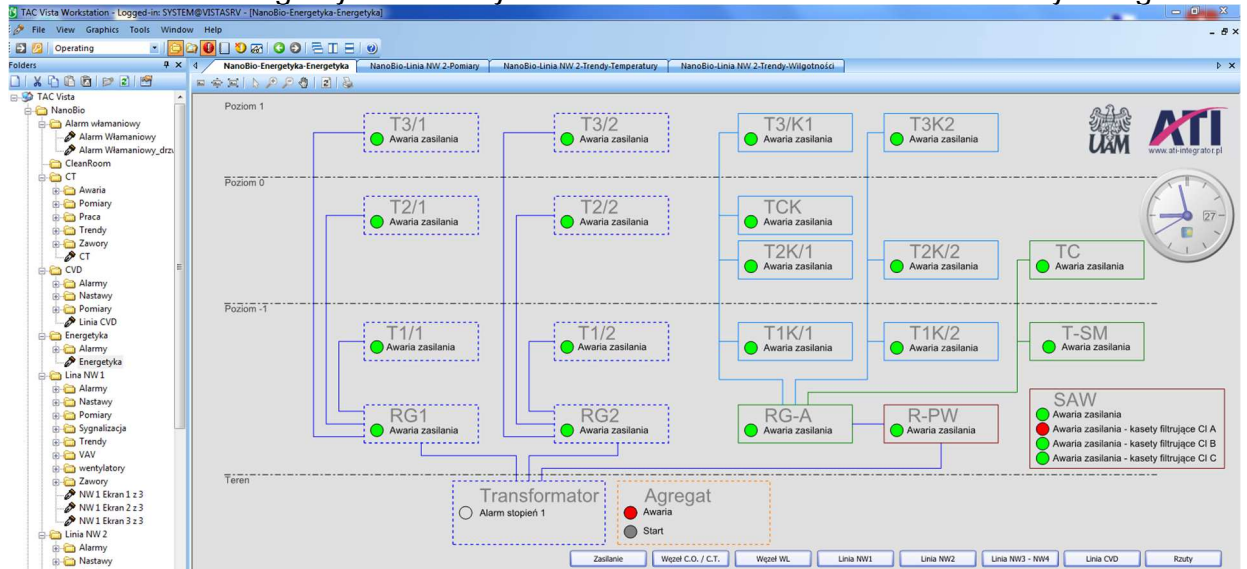 TAC Vista Workstation - Logged-in: SYSTEM@VISTASRV - [NanoBio-Energetyka-Energetyka]
File View Graphics Tools Window Help
Operating
Folders
NanoBio-Energetyka-Energetyka
NanoBio-Linia NW 2-Pomiary
NanoBio-Linia NW 2-Trendy-Temperatury
NanoBio-Linia NW 2-Trendy-Wilgotności
TAC Vista
NanoBio
Alarm włamaniowy
Alarm Włamaniowy
Alarm Włamaniowy_drzw
CleanRoom
CT
Awaria
Pomiary
Praca
Trendy
Zawory
CT
CVD
Alarmy
Nastawy
Pomiary
Linia CVD
Energetyka
Alarmy
Energetyka
Lina NW 1
Alarmy
Nastawy
Pomiary
Sygnalizacja
Trendy
VAV
wentylatory
Zawory
NW 1 Ekran 1 z 3
NW 1 Ekran 2 z 3
NW 1 Ekran 3 z 3
Linia NW 2
Alarmy
Nastawy
Poziom 1
T3/1
Awaria zasilania
T3/2
Awaria zasilania
T3/K1
Awaria zasilania
T3K2
Awaria zasilania
UAM
ATI
www.ati-integrator.pl
Poziom 0
T2/1
Awaria zasilania
T2/2
Awaria zasilania
TCK
Awaria zasilania
27
T2K/1
Awaria zasilania
T2K/2
Awaria zasilania
TC
Awaria zasilania
Poziom -1
T1/1
Awaria zasilania
T1/2
Awaria zasilania
T1K/1
Awaria zasilania
T1K/2
Awaria zasilania
T-SM
Awaria zasilania
RG1
Awaria zasilania
RG2
Awaria zasilania
RG-A
Awaria zasilania
R-PW
Awaria zasilania
SAW
Awaria zasilania
Awaria zasilania - kasety filtrujące CI A
Awaria zasilania - kasety filtrujące CI B
Awaria zasilania - kasety filtrujące CI C
Teren
Transformator
Alarm stopień 1
Agregat
Awaria
Start
Zasilanie
Węzeł C.O. / C.T.
Węzeł WL
Linia NW1
Linia NW2
Linia NW3 - NW4
Linia CVD
Rzuty